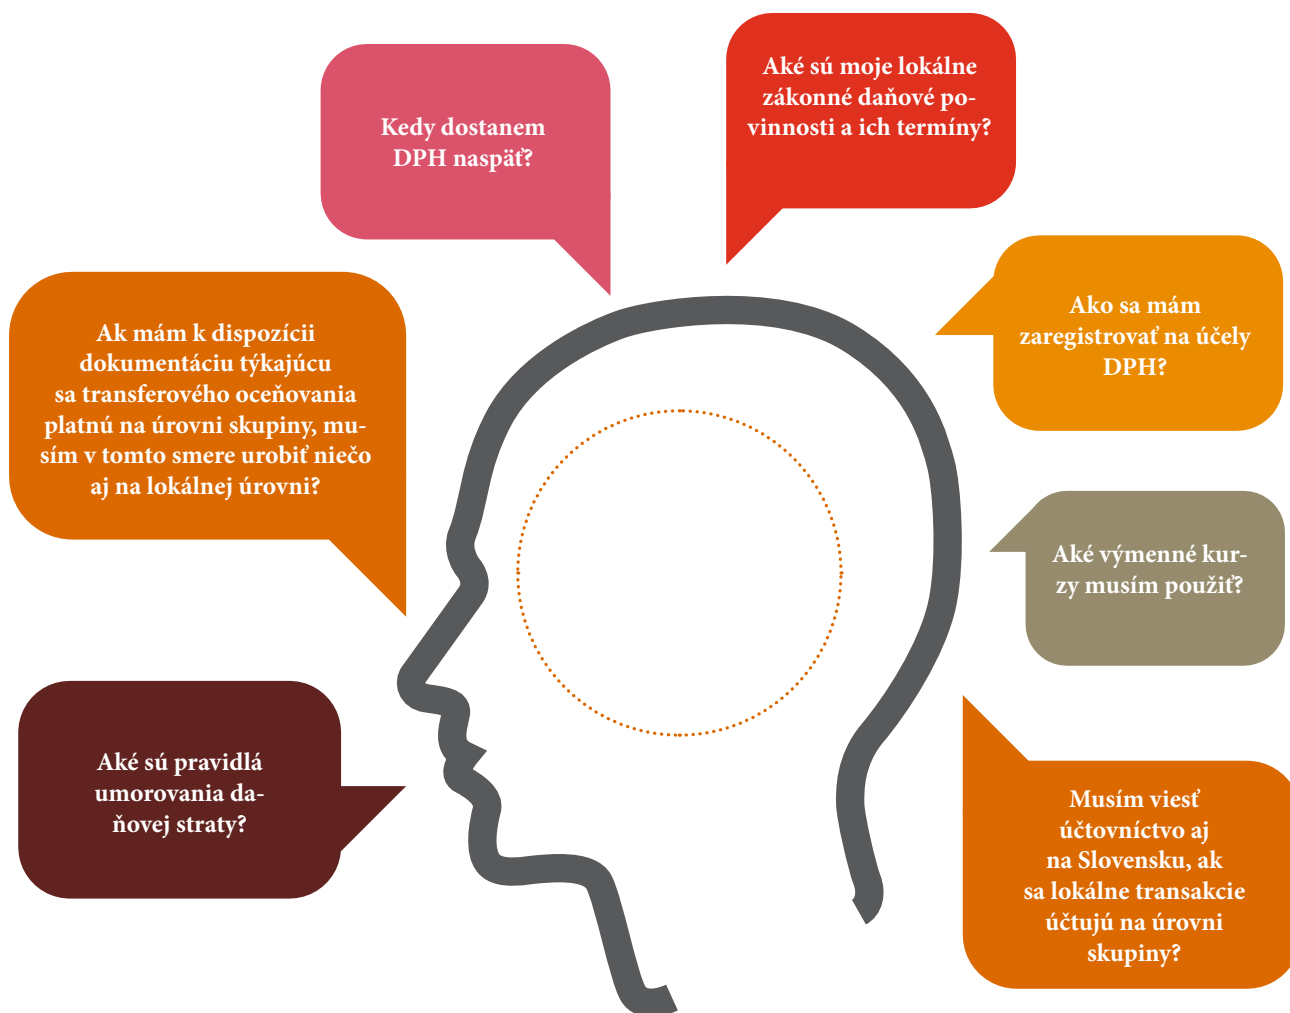 Kedy dostanem
DPH naspäť?
Aké sú moje lokálne
zákonné daňové po-
vinnosti a ich termíny?
Ak mám k dispozícii
dokumentáciu týkajúcu
sa transferového oceňovania
platnú na úrovni skupiny, mu-
sím v tomto smere urobiť niečo
aj na lokálnej úrovni?
Ako sa mám
zaregistrovať na účely
DPH?
Aké výmenné kur-
zy musím použiť?
Aké sú pravidlá
umorovania da-
ňovej straty?
Musím viesť
účtovníctvo aj
na Slovensku, ak
sa lokálne transakcie
účtujú na úrovni
skupiny?